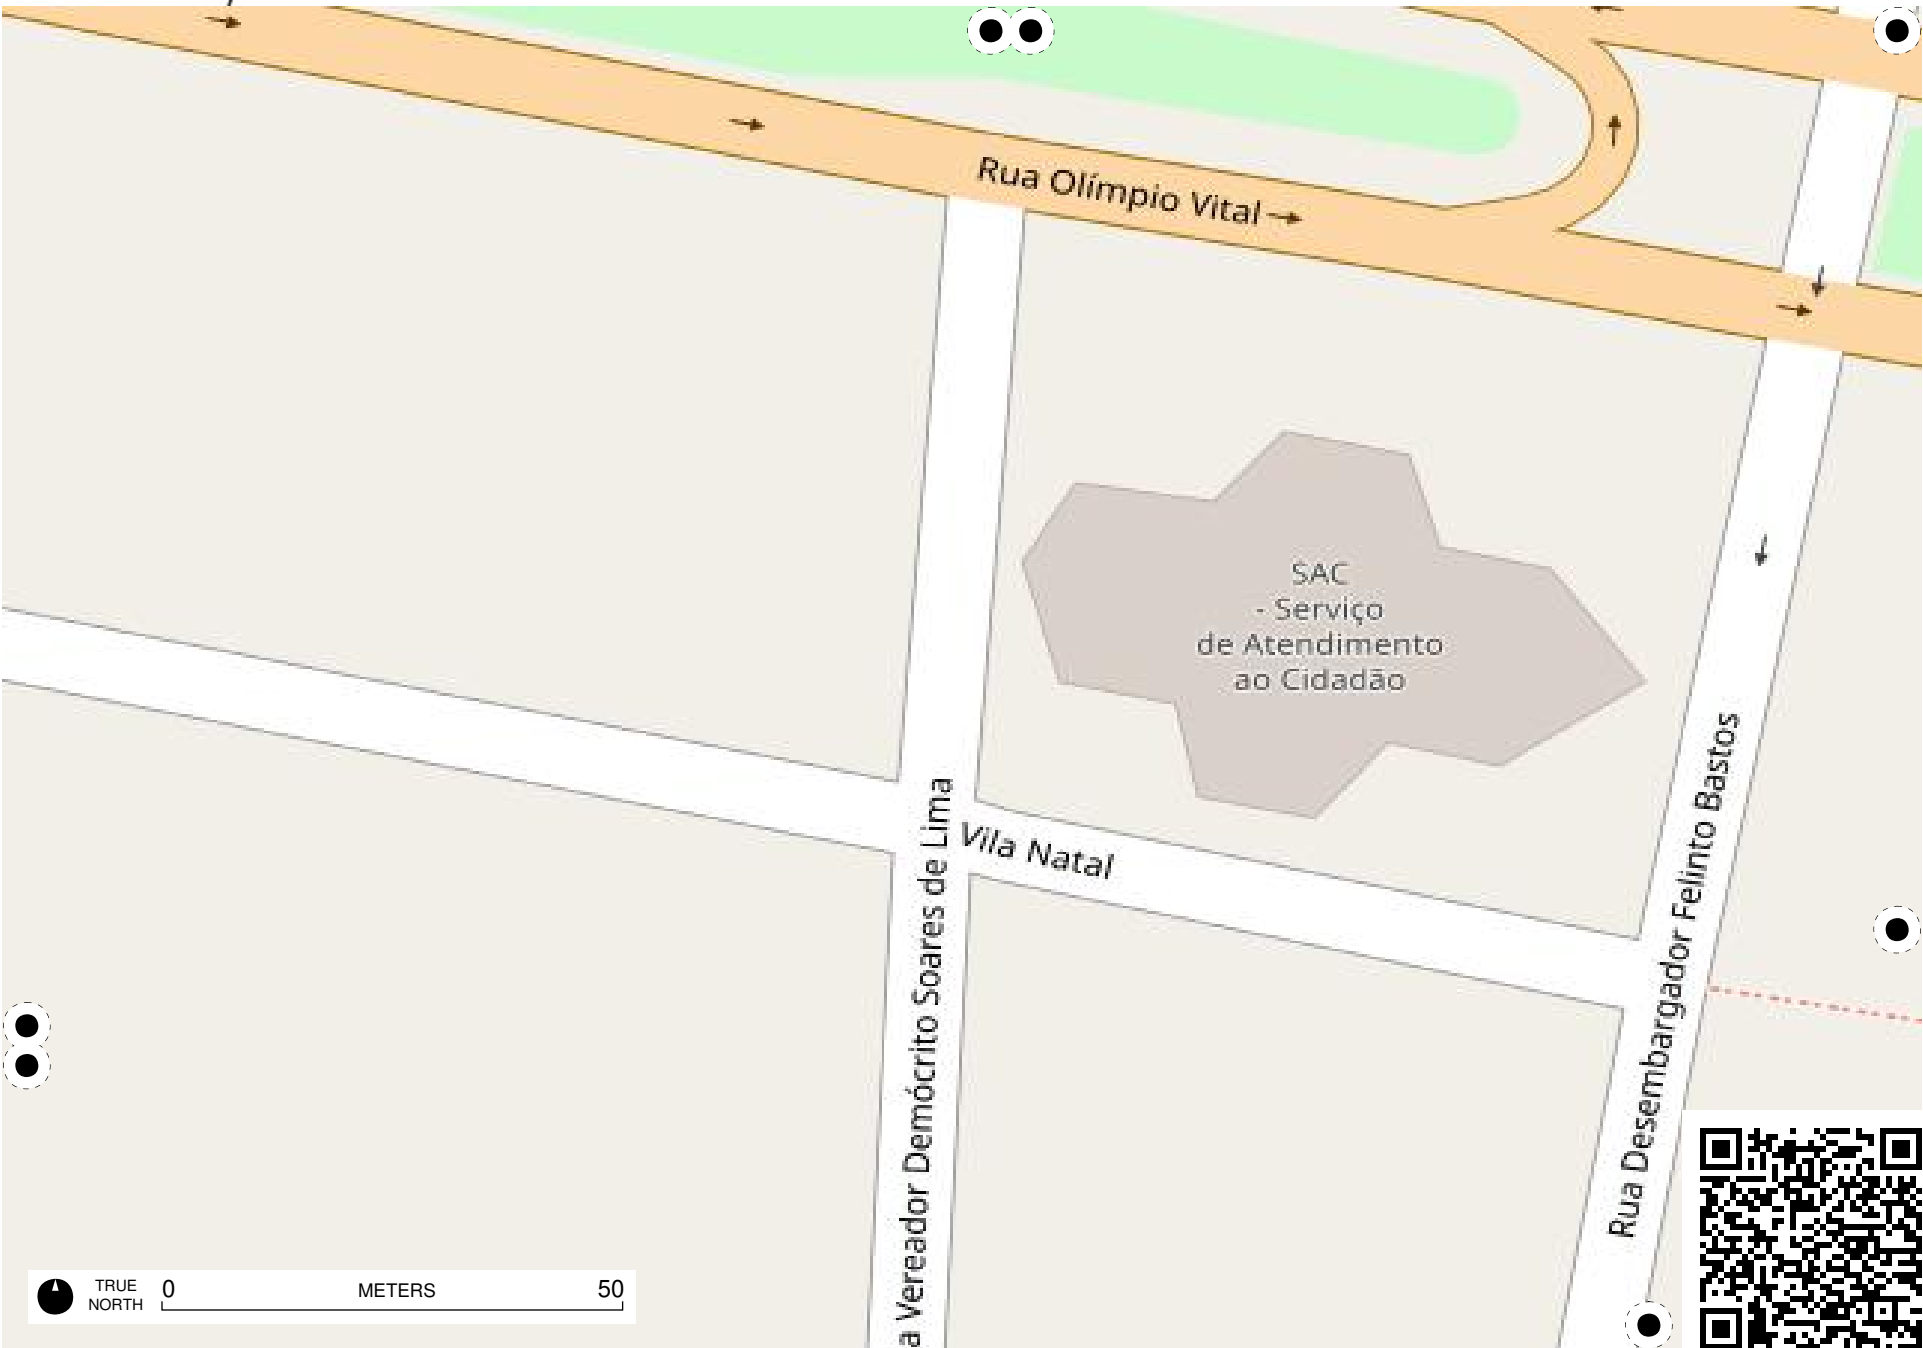 Rua Olímpio Vital
SAC
- Serviço
de Atendimento
ao Cidadão
Vila Natal
a Vereador Demócrito Soares de Lima
Rua Desembargador Felinto Bastos
TRUE
NORTH
0 METERS 50